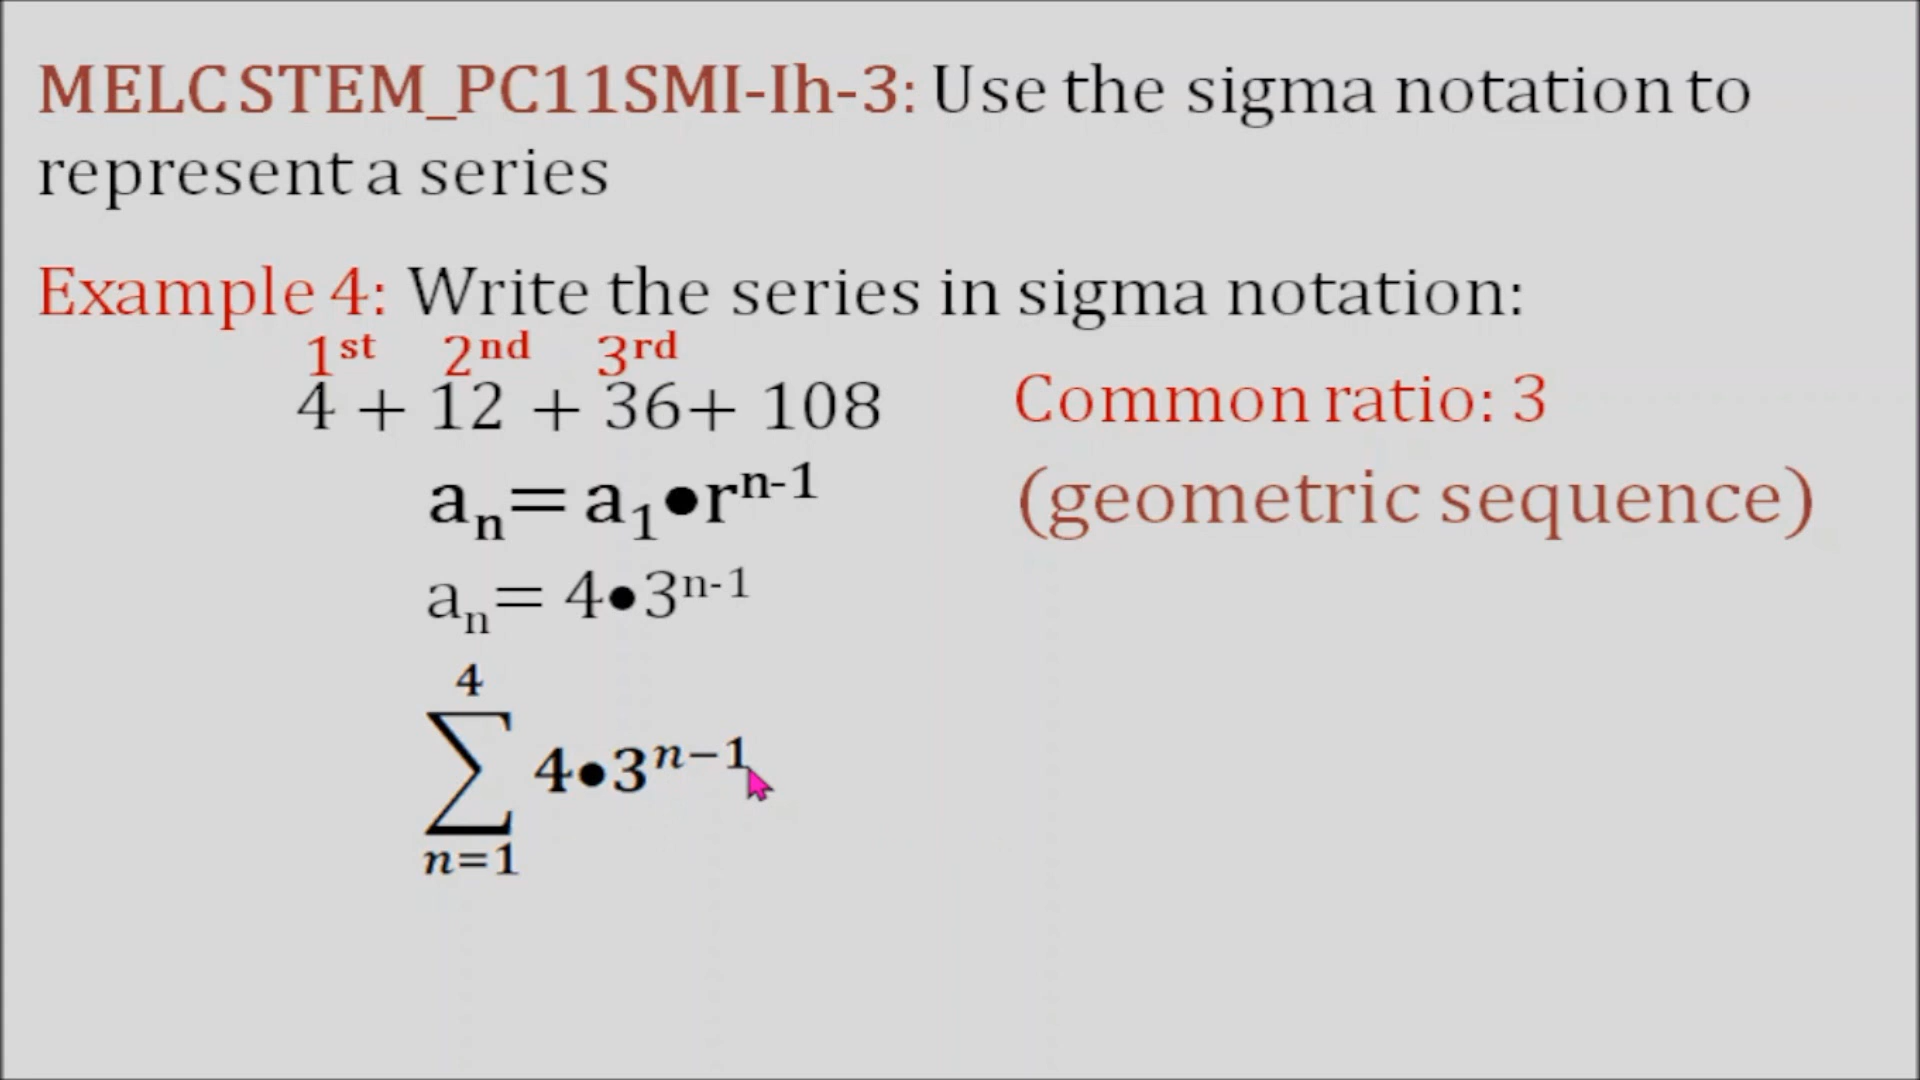 MELC STEM_PC11SMI-Ih-3: Use the sigma notation to
represent a series
Example 4: Write the series in sigma notation:
1st 2nd 3rd
4 + 12 + 36+ 108
Common ratio: 3
(geometric sequence)
aₙ= a₁●rⁿ⁻¹
aₙ= 4●3ⁿ⁻¹
4
∑ 4●3ⁿ⁻¹
n=1